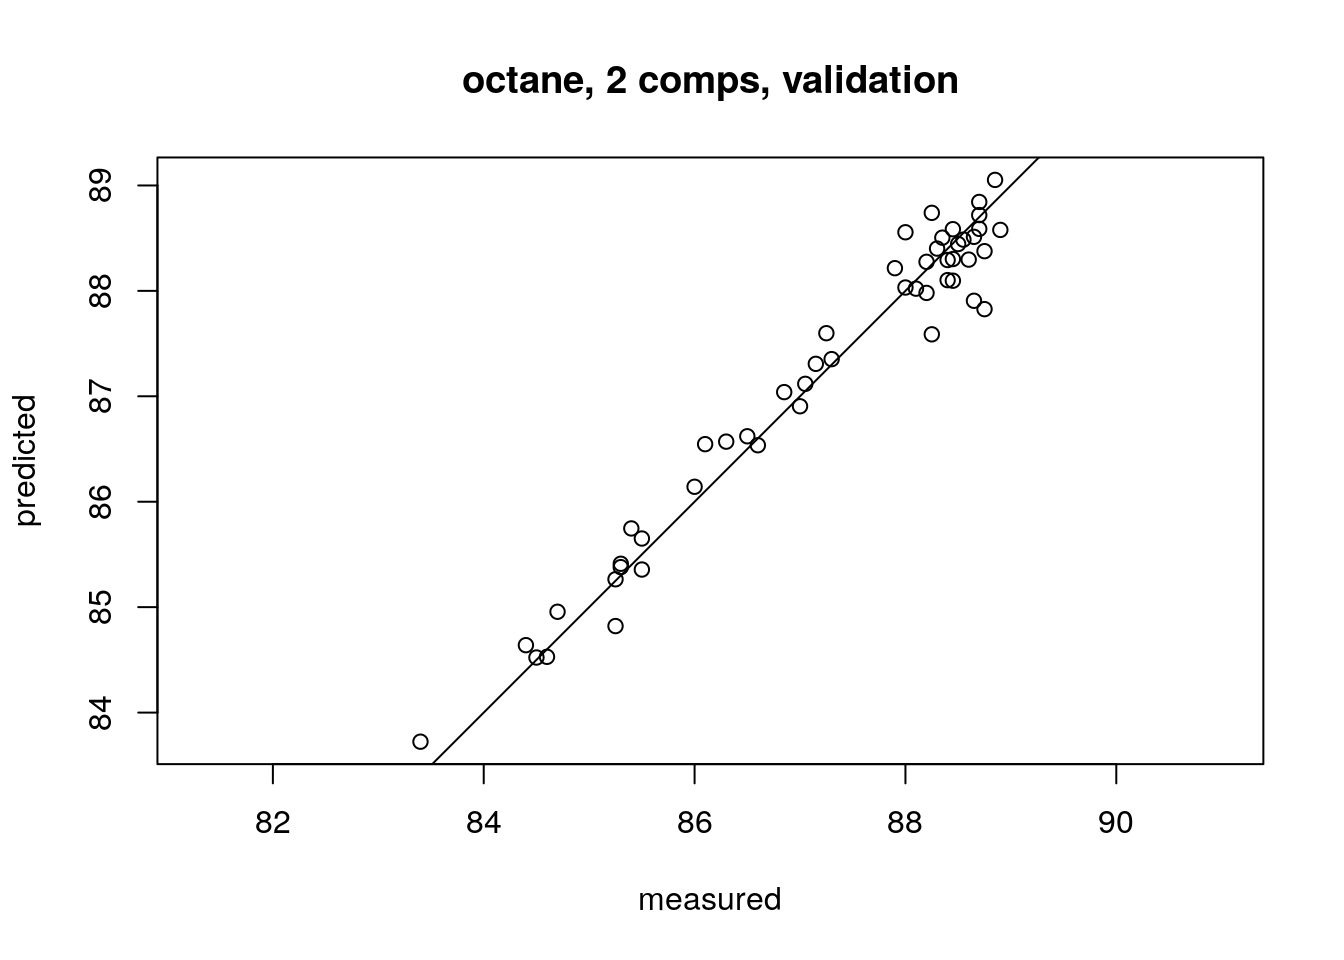 octane, 2 comps, validation
predicted
89
88
87
86
85
84
82 84 86 88 90
measured